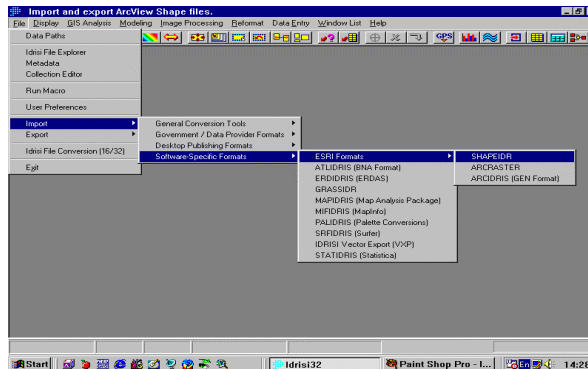 Import and export ArcView Shape files.
File Display GIS Analysis Modeling Image Processing Reformat Data Entry Window List Help
Data Paths
Idrisi File Explorer
Metadata
Collection Editor
Run Macro
User Preferences
Import
Export
Idrisi File Conversion (16/32)
Exit
General Conversion Tools
Government / Data Provider Formats
Desktop Publishing Formats
Software-Specific Formats
ESRI Formats
ATLIDRIS (BNA Format)
ERDIDRIS (ERDAS)
GRASSIDR
MAPIDRIS (Map Analysis Package)
MIFIDRIS (MapInfo)
PALIDRIS (Palette Conversions)
SRFIDRIS (Surfer)
IDRISI Vector Export (VXP)
STATIDRIS (Statistica)
SHAPEIDR
ARCRASTER
ARCIDRIS (GEN Format)
GPS
Start
Idrisi32
Paint Shop Pro - I...
En
14:28